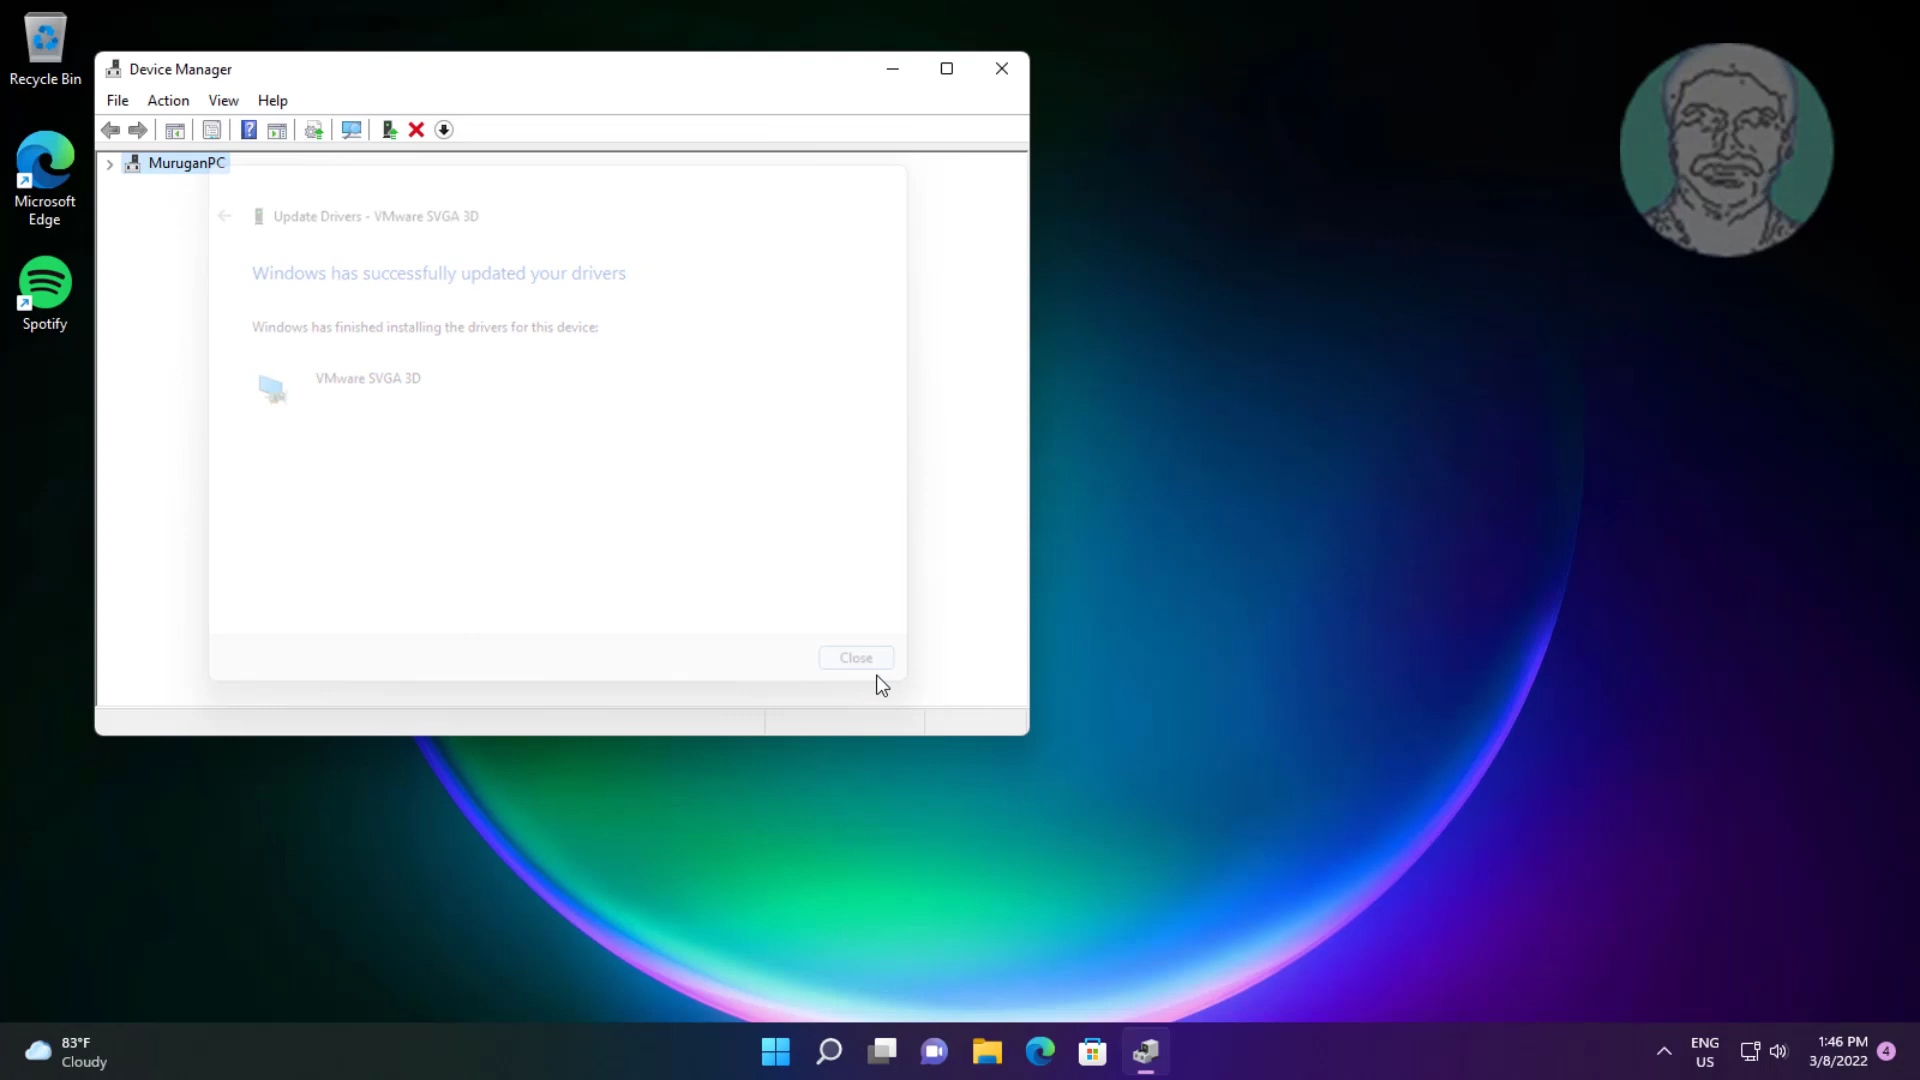 Recycle Bin
Microsoft
Edge
Spotify
Device Manager
File Action View Help
MuruganPC
Update Drivers - VMware SVGA 3D
Windows has successfully updated your drivers
Windows has finished installing the drivers for this device:
VMware SVGA 3D
Close
83°F
Cloudy
ENG
US
1:46 PM
3/8/2022
4